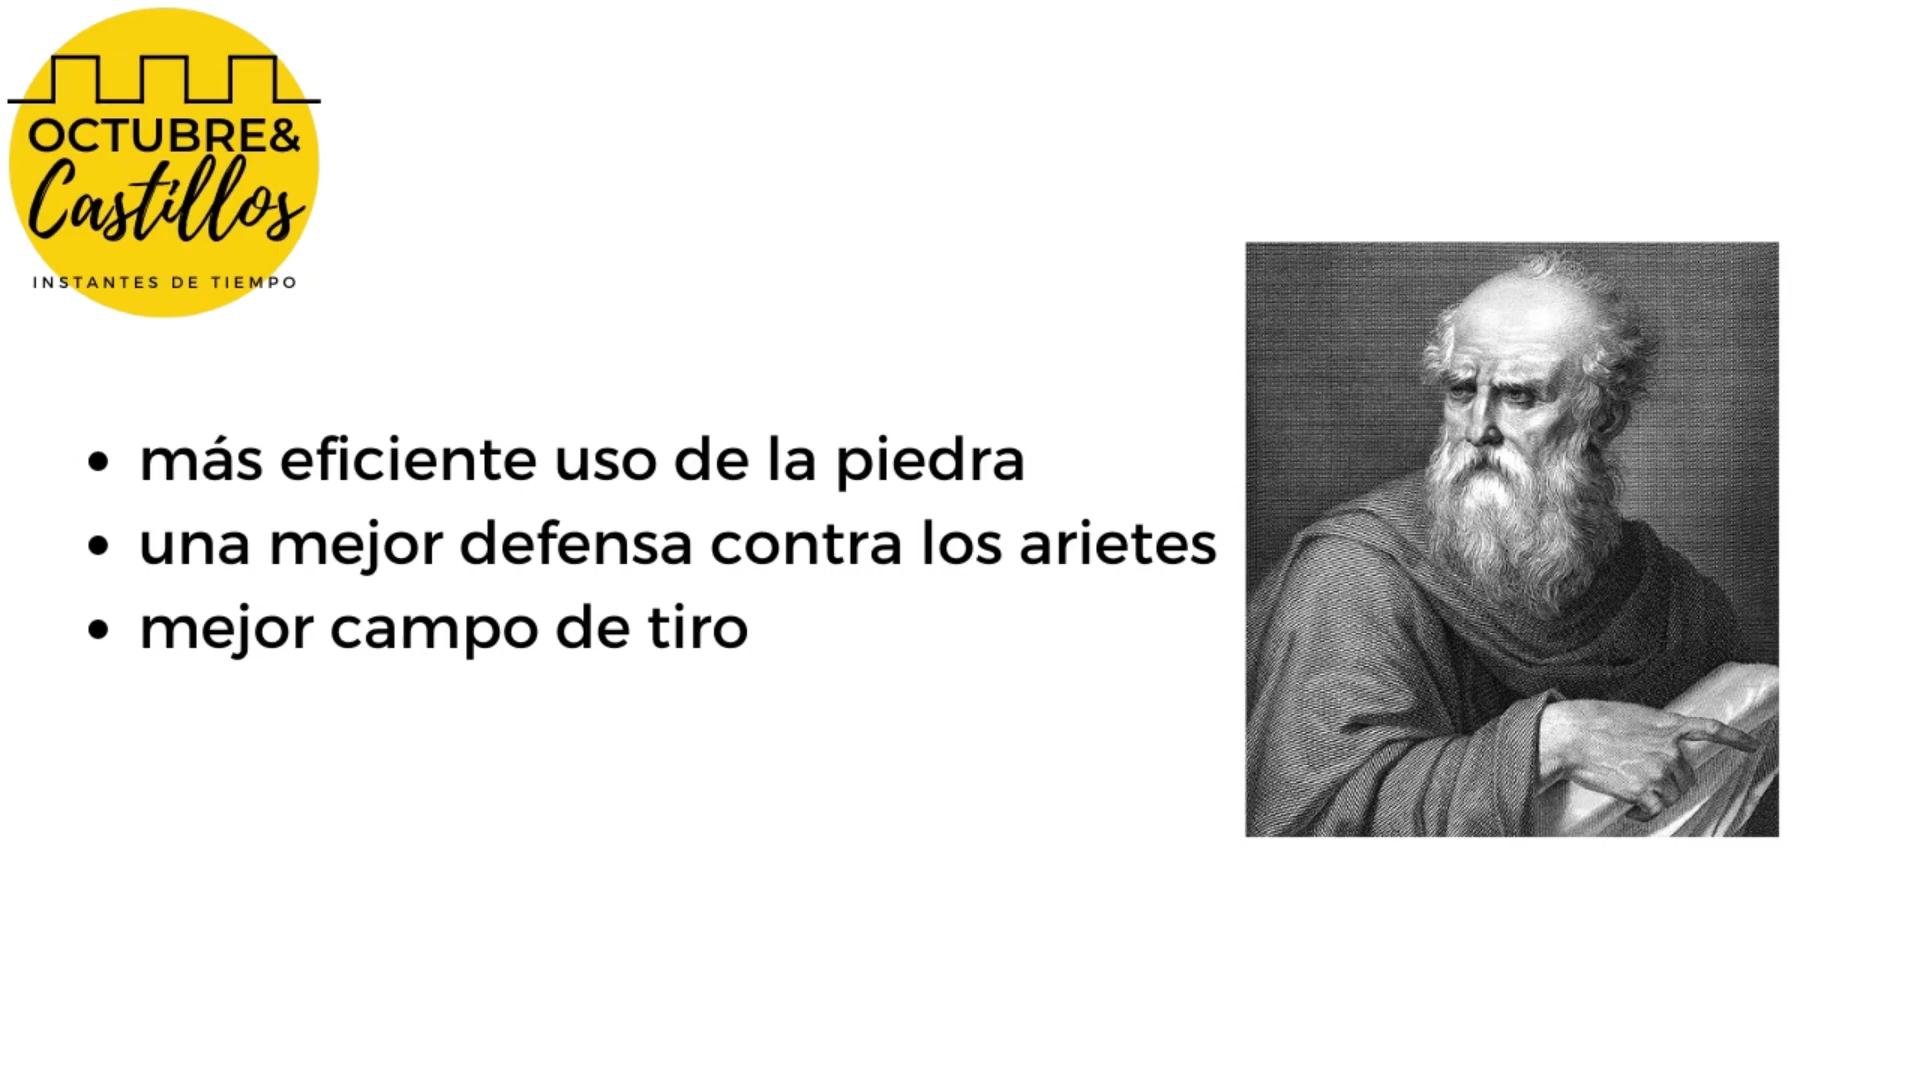 OCTUBRE&
Castillos
INSTANTES DE TIEMPO
• más eficiente uso de la piedra
• una mejor defensa contra los arietes
• mejor campo de tiro